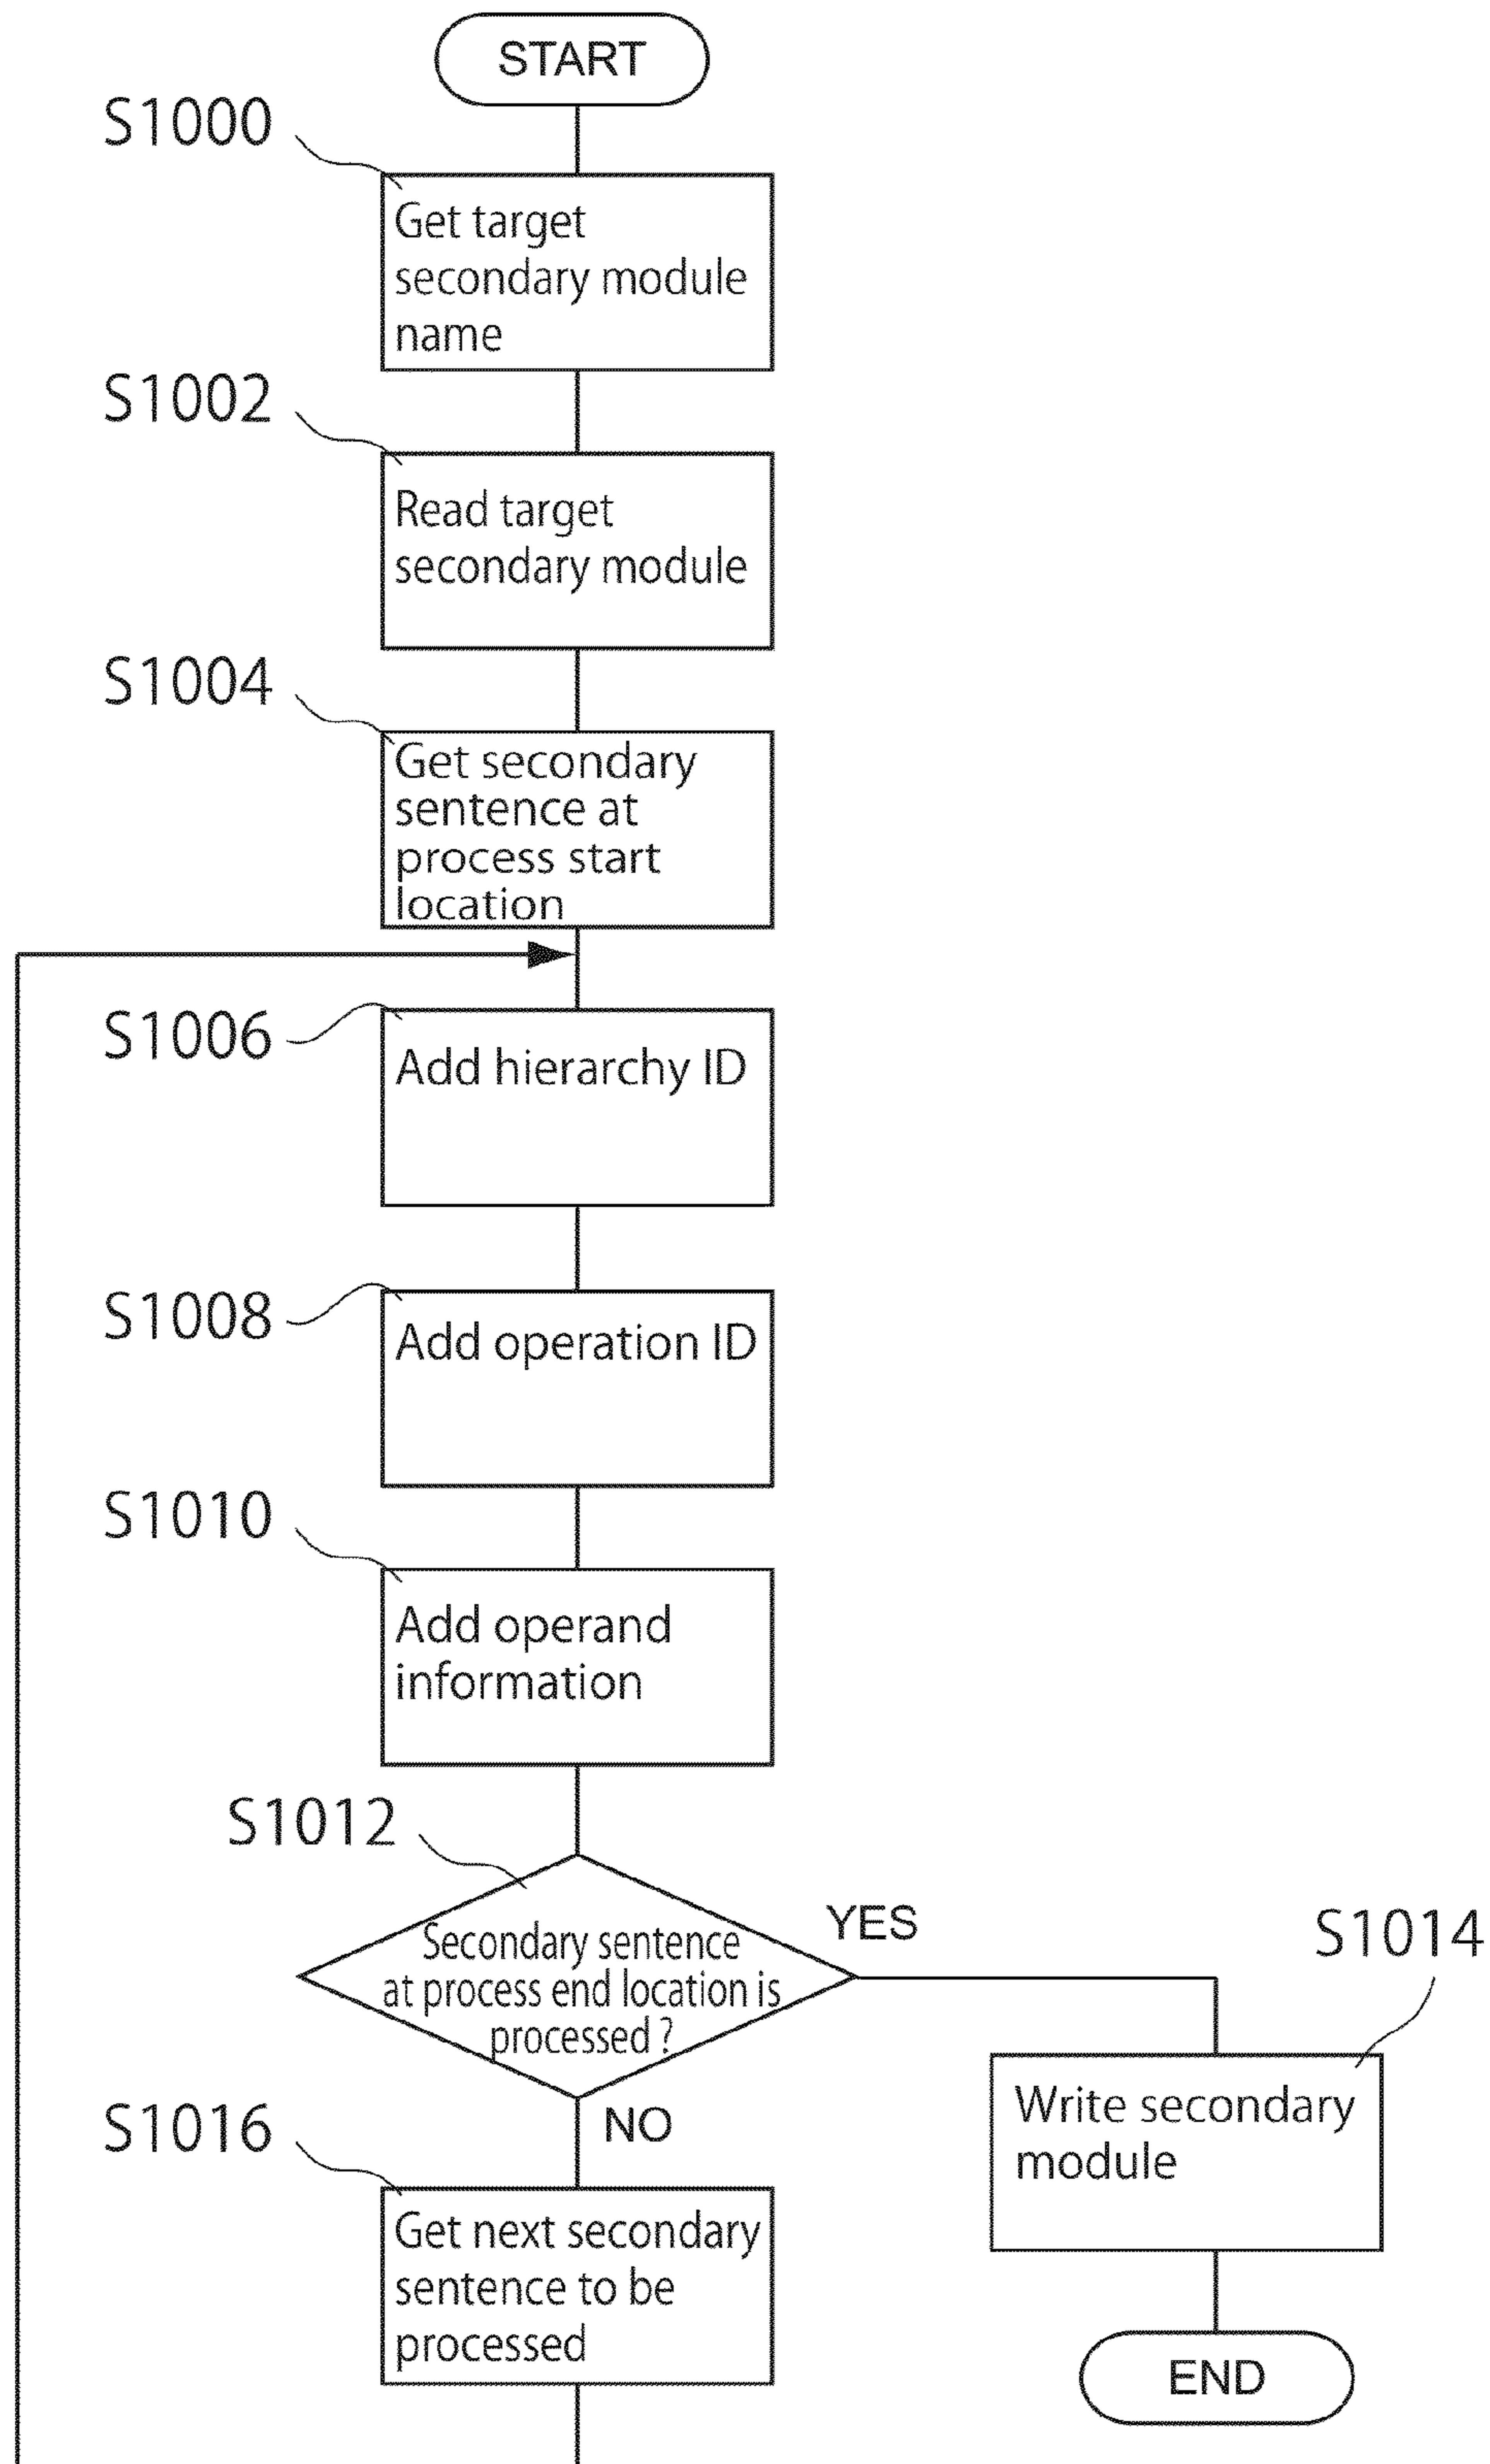 START
S1000
Get target
secondary module
name
S1002
Read target
secondary module
S1004
Get secondary
sentence at
process start
location
S1006
Add hierarchy ID
S1008
Add operation ID
S1010
Add operand
information
S1012
Secondary sentence
at process end location is
processed ?
YES
S1014
Write secondary
module
END
NO
S1016
Get next secondary
sentence to be
processed